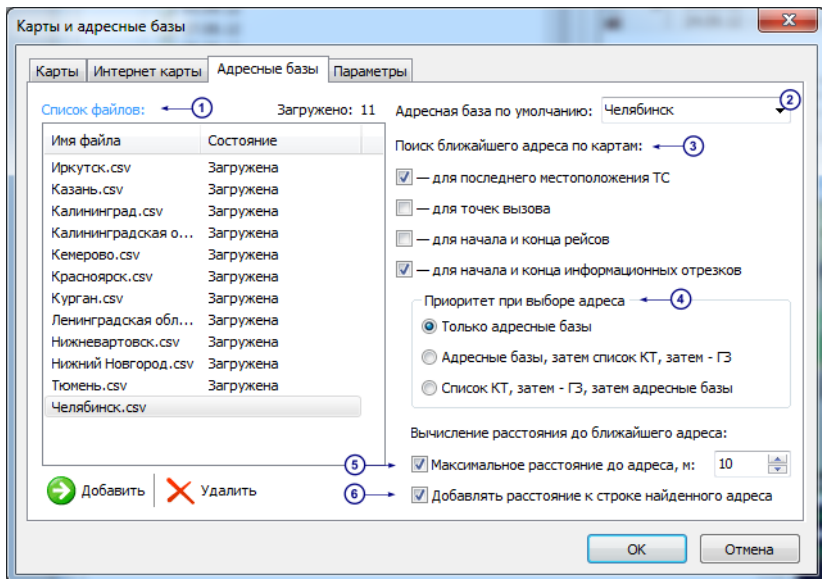 Карты и адресные базы
Карты Интернет карты Адресные базы Параметры
Список файлов: 1 Загружено: 11
Имя файла Состояние
Иркутск.csv Загружена
Казань.csv Загружена
Калининград.csv Загружена
Калининградская о... Загружена
Кемерово.csv Загружена
Красноярск.csv Загружена
Курган.csv Загружена
Ленинградская обл... Загружена
Нижневартовск.csv Загружена
Нижний Новгород.csv Загружена
Тюмень.csv Загружена
Челябинск.csv
Добавить Удалить
Адресная база по умолчанию: Челябинск 2
Поиск ближайшего адреса по картам: 3
— для последнего местоположения ТС
— для точек вызова
— для начала и конца рейсов
— для начала и конца информационных отрезков
Приоритет при выборе адреса 4
Только адресные базы
Адресные базы, затем список КТ, затем - ГЗ
Список КТ, затем - ГЗ, затем адресные базы
Вычисление расстояния до ближайшего адреса:
5 Максимальное расстояние до адреса, м: 10
6 Добавлять расстояние к строке найденного адреса
OK Отмена